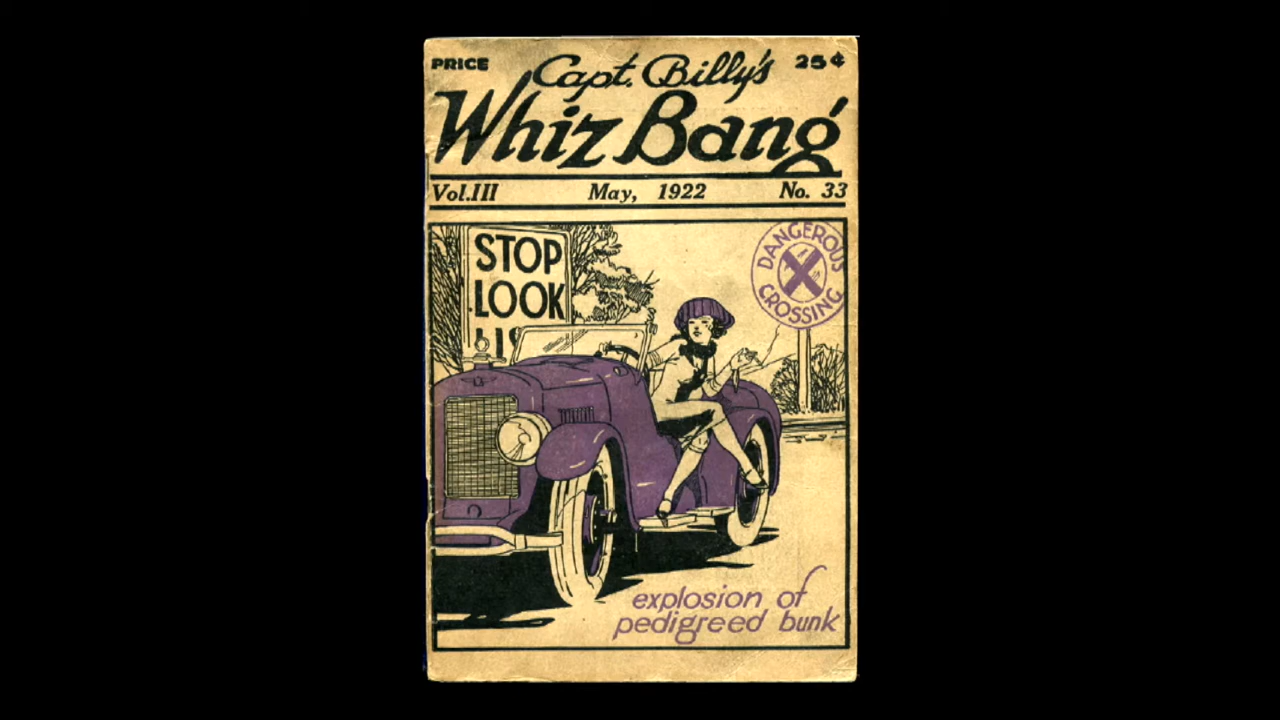 PRICE Capt. Billy's 25¢
Whiz Bang
Vol.III May, 1922 No. 33
STOP
LOOK
DANGEROUS
CROSSING
explosion of
pedigreed bunk